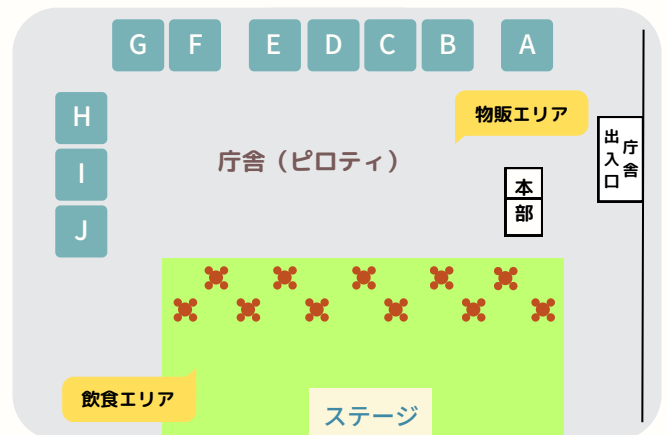 G F E D C B A
H
I
J
物販エリア
庁舎（ピロティ）
庁舎
出入口
本部
飲食エリア
ステージ